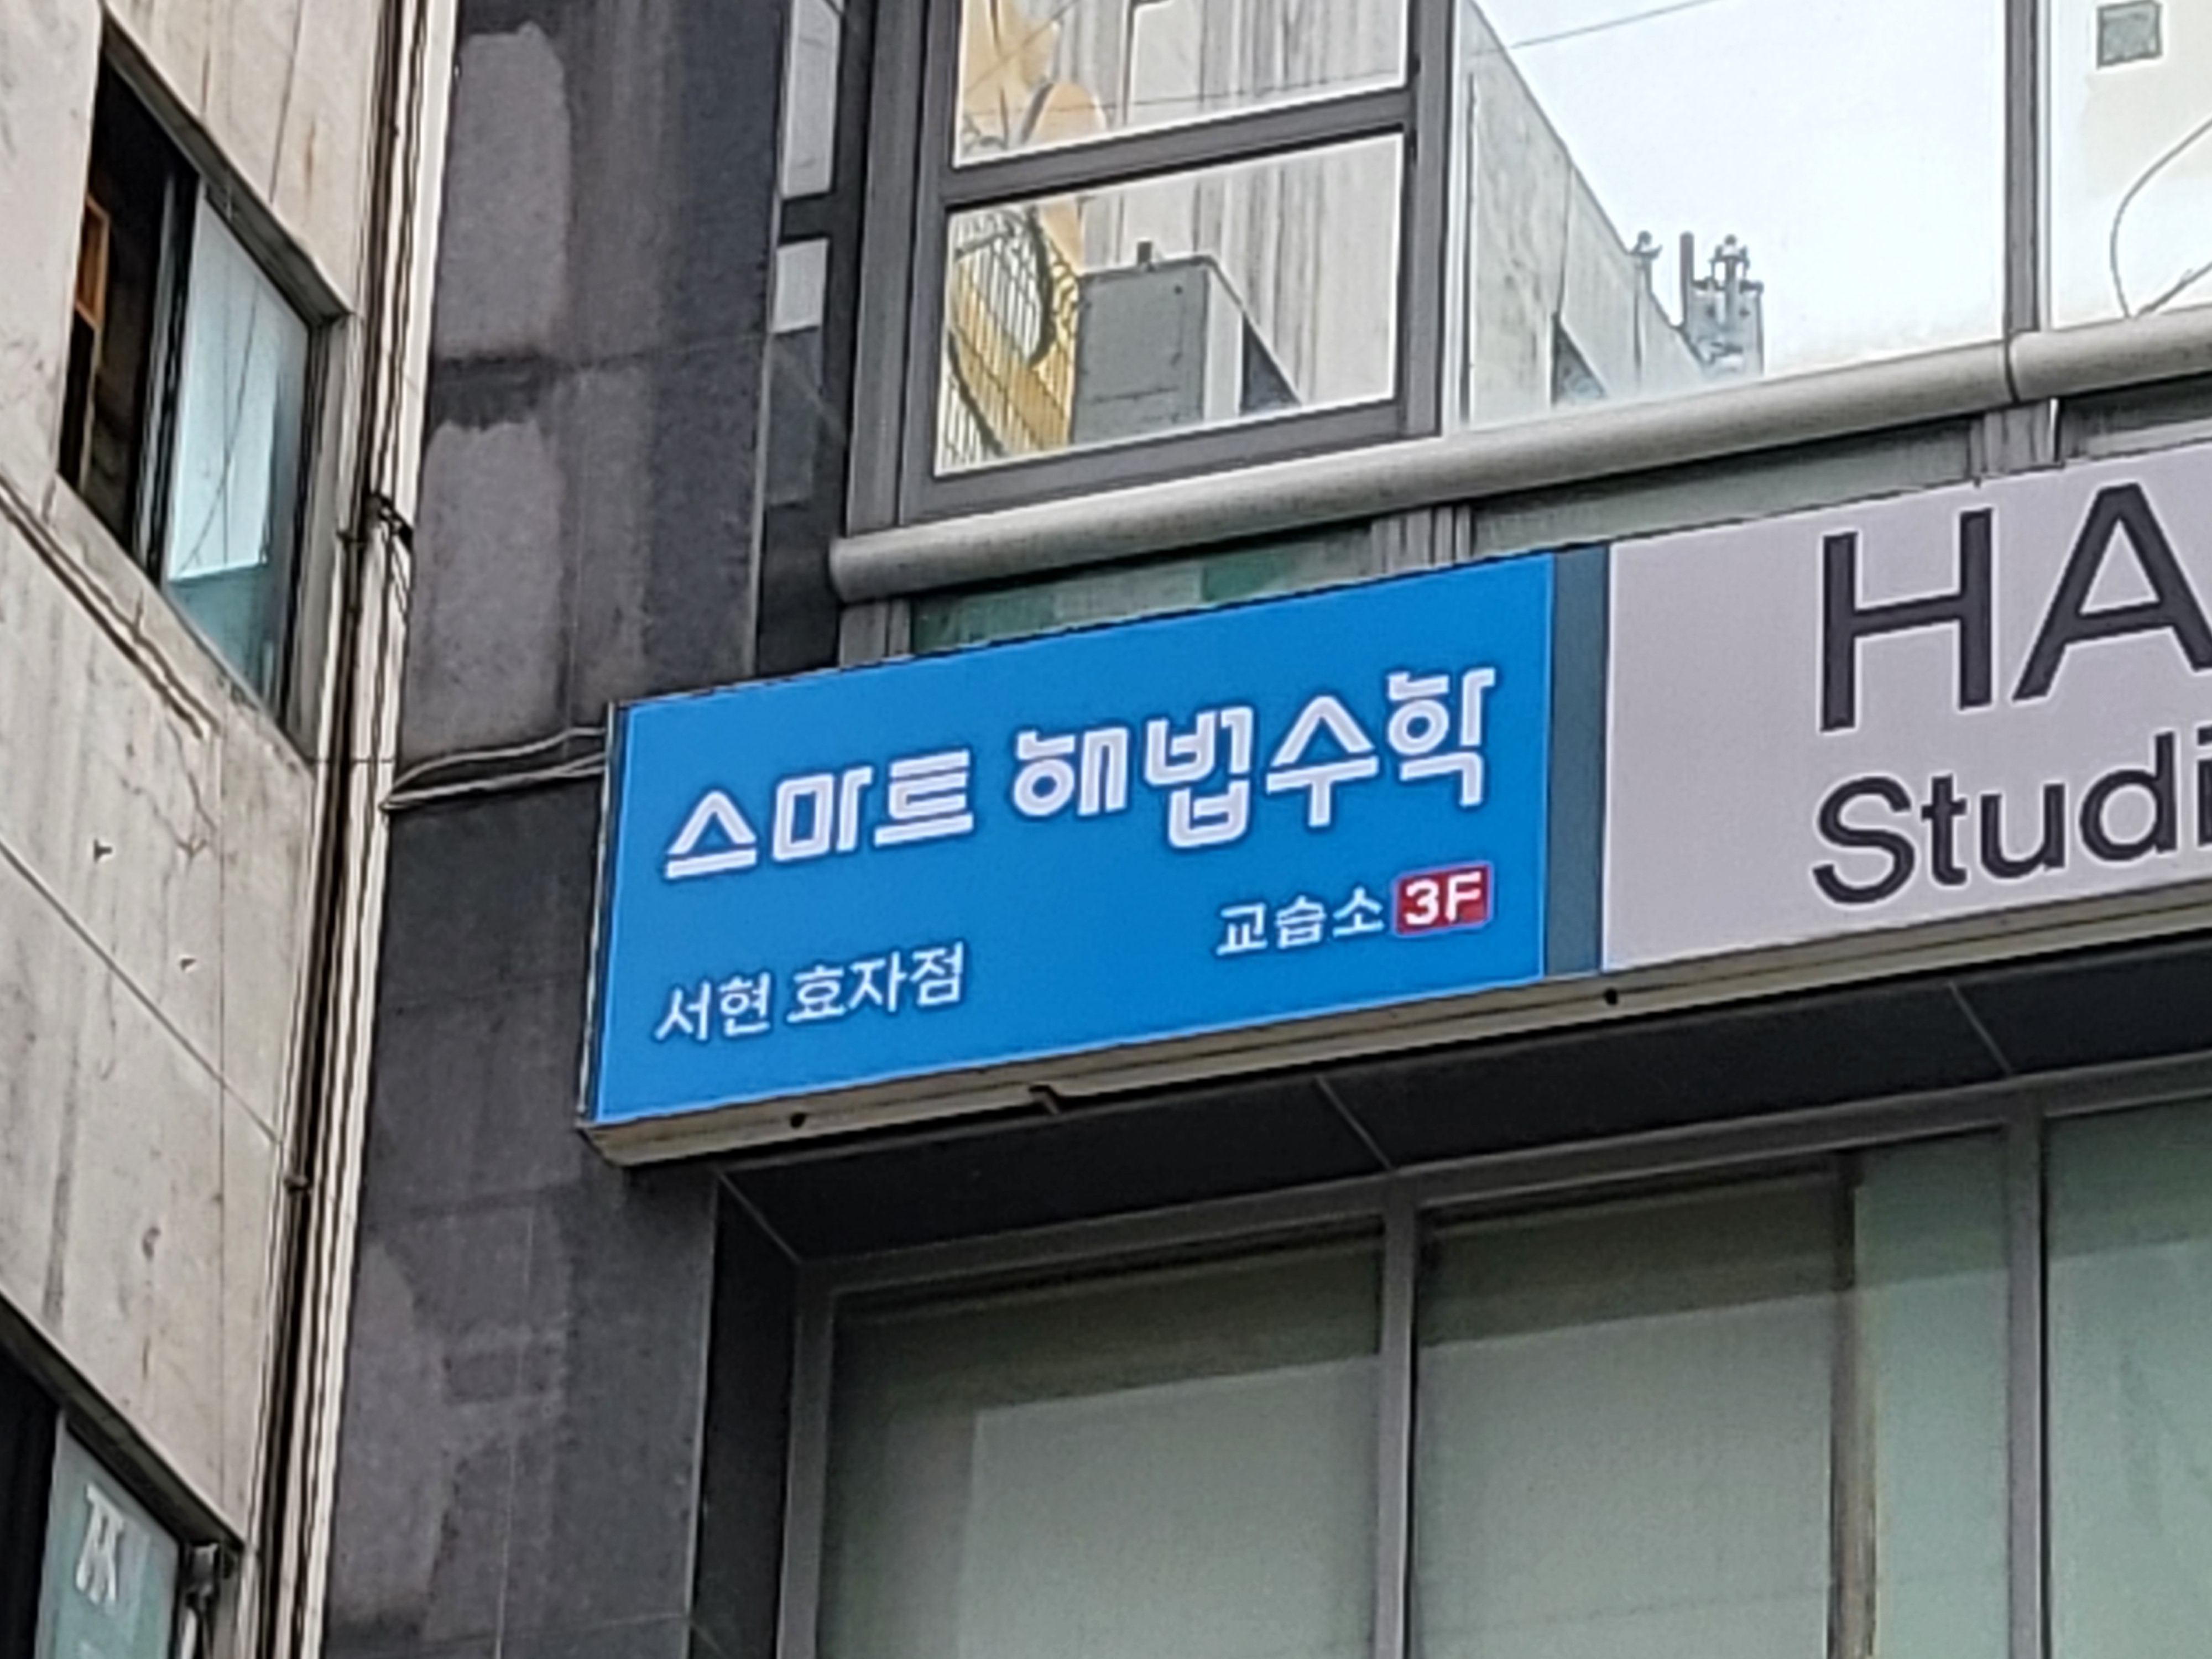 스마트 해법수학
교습소 3F
서현 효자점
HA
Studi